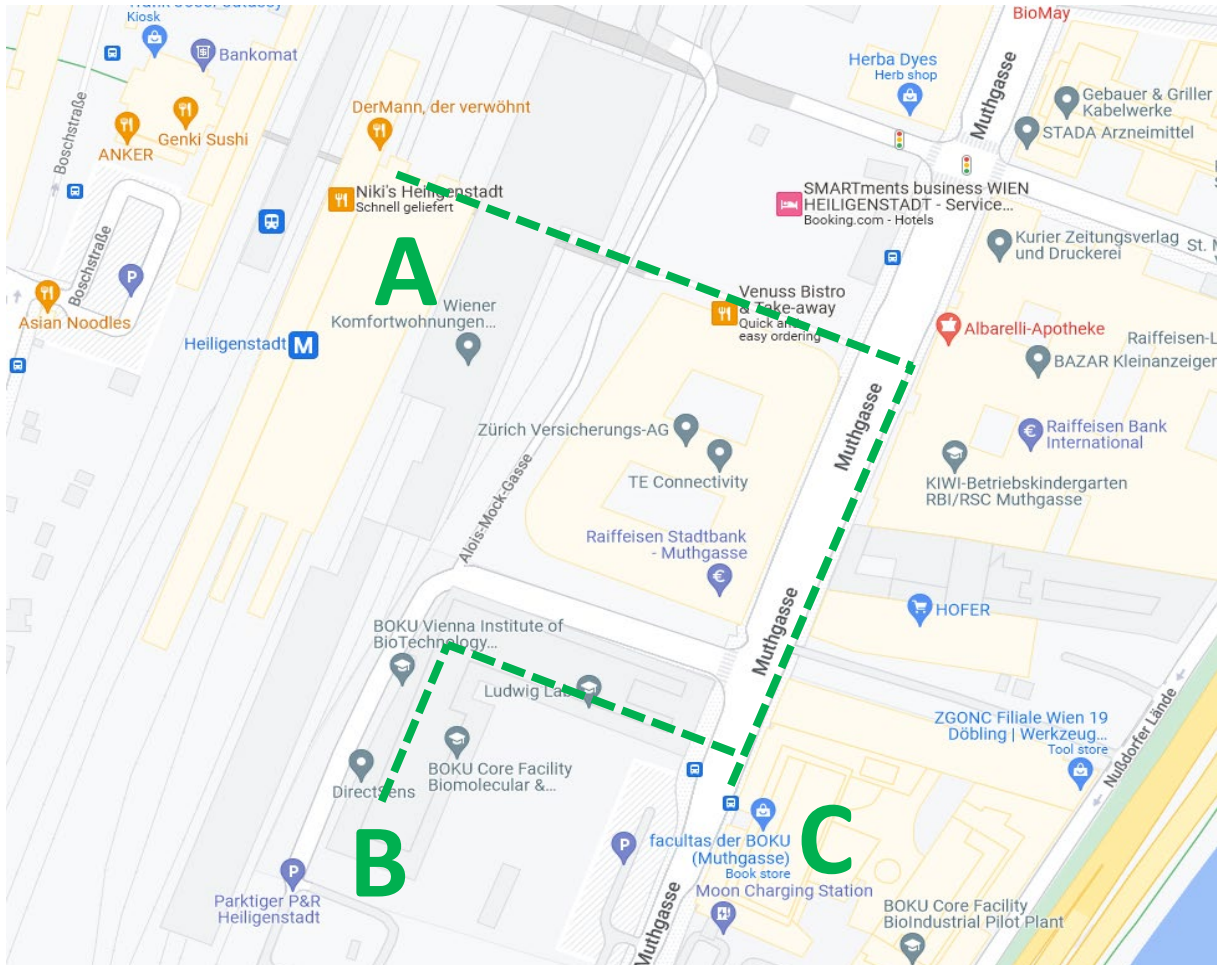 Kiosk
Bankomat
ANKER
Genki Sushi
Boschstraße
Boschstraße
DerMann, der verwöhnt
Niki's Heiligenstadt
Schnell geliefert
BioMay
Herba Dyes
Herb shop
Muthgasse
Gebauer & Griller
Kabelwerke
STADA Arzneimittel
SMARTments business WIEN
HEILIGENSTADT - Service...
Booking.com - Hotels
Kurier Zeitungsverlag
und Druckerei
St.
A
P
Asian Noodles
Heiligenstadt
M
Wiener
Komfortwohnungen...
Venuss Bistro
& Take-away
Quick and
easy ordering
Albarelli-Apotheke
Raiffeisen-L
BAZAR Kleinanzeigen
Muthgasse
Raiffeisen Bank
International
KIWI-Betriebskindergarten
RBI/RSC Muthgasse
Zürich Versicherungs-AG
TE Connectivity
Alois-Mock-Gasse
Raiffeisen Stadtbank
- Muthgasse
HOFER
Muthgasse
BOKU Vienna Institute of
BioTechnology...
Ludwig Lab
DirectSens
BOKU Core Facility
Biomolecular &...
ZGONC Filiale Wien 19
Döbling | Werkzeug...
Tool store
Nußdorfer Lände
B
P
Parktiger P&R
Heiligenstadt
P
facultas der BOKU
(Muthgasse)
Book store
C
Moon Charging Station
Muthgasse
BOKU Core Facility
BioIndustrial Pilot Plant